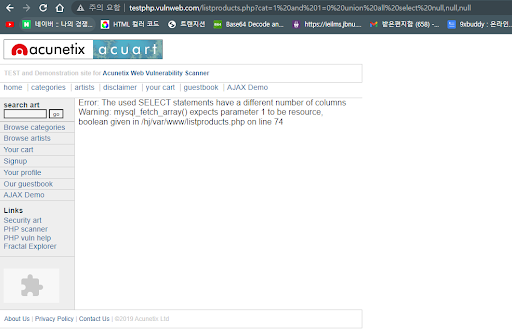 주의 요함 | testphp.vulnweb.com/listproducts.php?cat=1%20and%201=0%20union%20all%20select%20null,null,null
네이버 :: 나의 경쟁... HTML 컬러 코드 트랜지션 Base64 Decode an... https://ieilms.jbnu.... 받은편지함 (658) -... 9xbuddy : 온라인...
acunetix acuart
TEST and Demonstration site for Acunetix Web Vulnerability Scanner
home | categories | artists | disclaimer | your cart | guestbook | AJAX Demo
search art
go
Browse categories
Browse artists
Your cart
Signup
Your profile
Our guestbook
AJAX Demo
Links
Security art
PHP scanner
PHP vuln help
Fractal Explorer
Error: The used SELECT statements have a different number of columns
Warning: mysql_fetch_array() expects parameter 1 to be resource,
boolean given in /hj/var/www/listproducts.php on line 74
About Us | Privacy Policy | Contact Us | ©2019 Acunetix Ltd